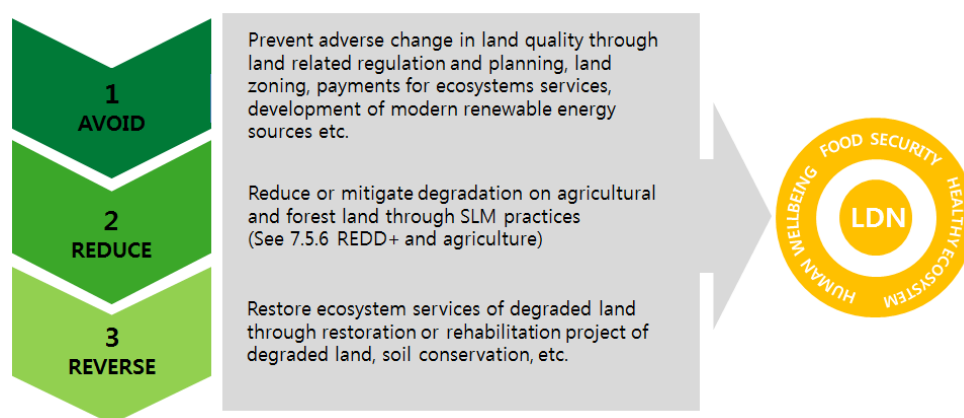 1
AVOID
Prevent adverse change in land quality through
land related regulation and planning, land
zoning, payments for ecosystems services,
development of modern renewable energy
sources etc.
2
REDUCE
Reduce or mitigate degradation on agricultural
and forest land through SLM practices
(See 7.5.6 REDD+ and agriculture)
3
REVERSE
Restore ecosystem services of degraded land
through restoration or rehabilitation project of
degraded land, soil conservation, etc.
HUMAN WELLBEING
FOOD SECURITY
HEALTHY ECOSYSTEM
LDN